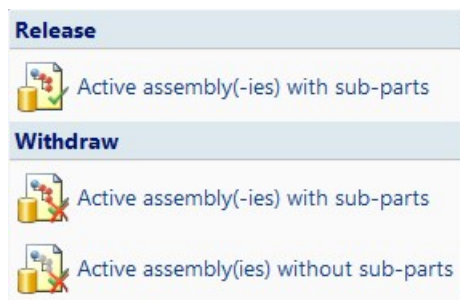 Release
Active assembly(-ies) with sub-parts
Withdraw
Active assembly(-ies) with sub-parts
Active assembly(ies) without sub-parts